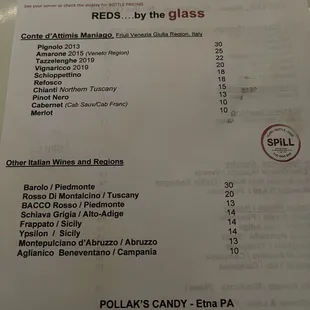 See your server or check the display for BOTTLE PRICING
REDS....by the glass
Conte d'Attimis Maniago, Friuli Venezia Giulia Region, Italy
Pignolo 2013 30
Amarone 2015 (Veneto Region) 25
Tazzelenghe 2019 22
Vignaricco 2019 20
Schioppettino 18
Refosco 18
Chianti Northern Tuscany 15
Pinot Nero 13
Cabernet (Cab Sauv/Cab Franc) 10
Merlot 10
SPiLL
Other Italian Wines and Regions
Barolo / Piedmonte 30
Rosso Di Montalcino / Tuscany 20
BACCO Rosso / Piedmonte 13
Schiava Grigia / Alto-Adige 14
Frappato / Sicily 14
Ypsilon / Sicily 14
Montepulciano d'Abruzzo / Abruzzo 13
Aglianico Beneventano / Campania 10
POLLAK'S CANDY - Etna PA